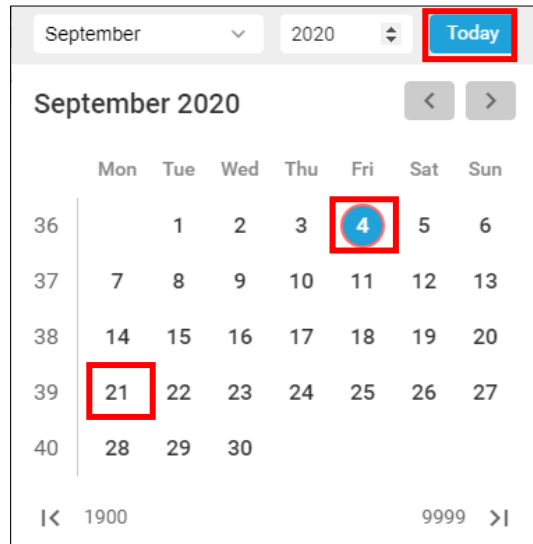 September 2020 Today
September 2020
Mon Tue Wed Thu Fri Sat Sun
36 1 2 3 4 5 6
37 7 8 9 10 11 12 13
38 14 15 16 17 18 19 20
39 21 22 23 24 25 26 27
40 28 29 30
1900 9999